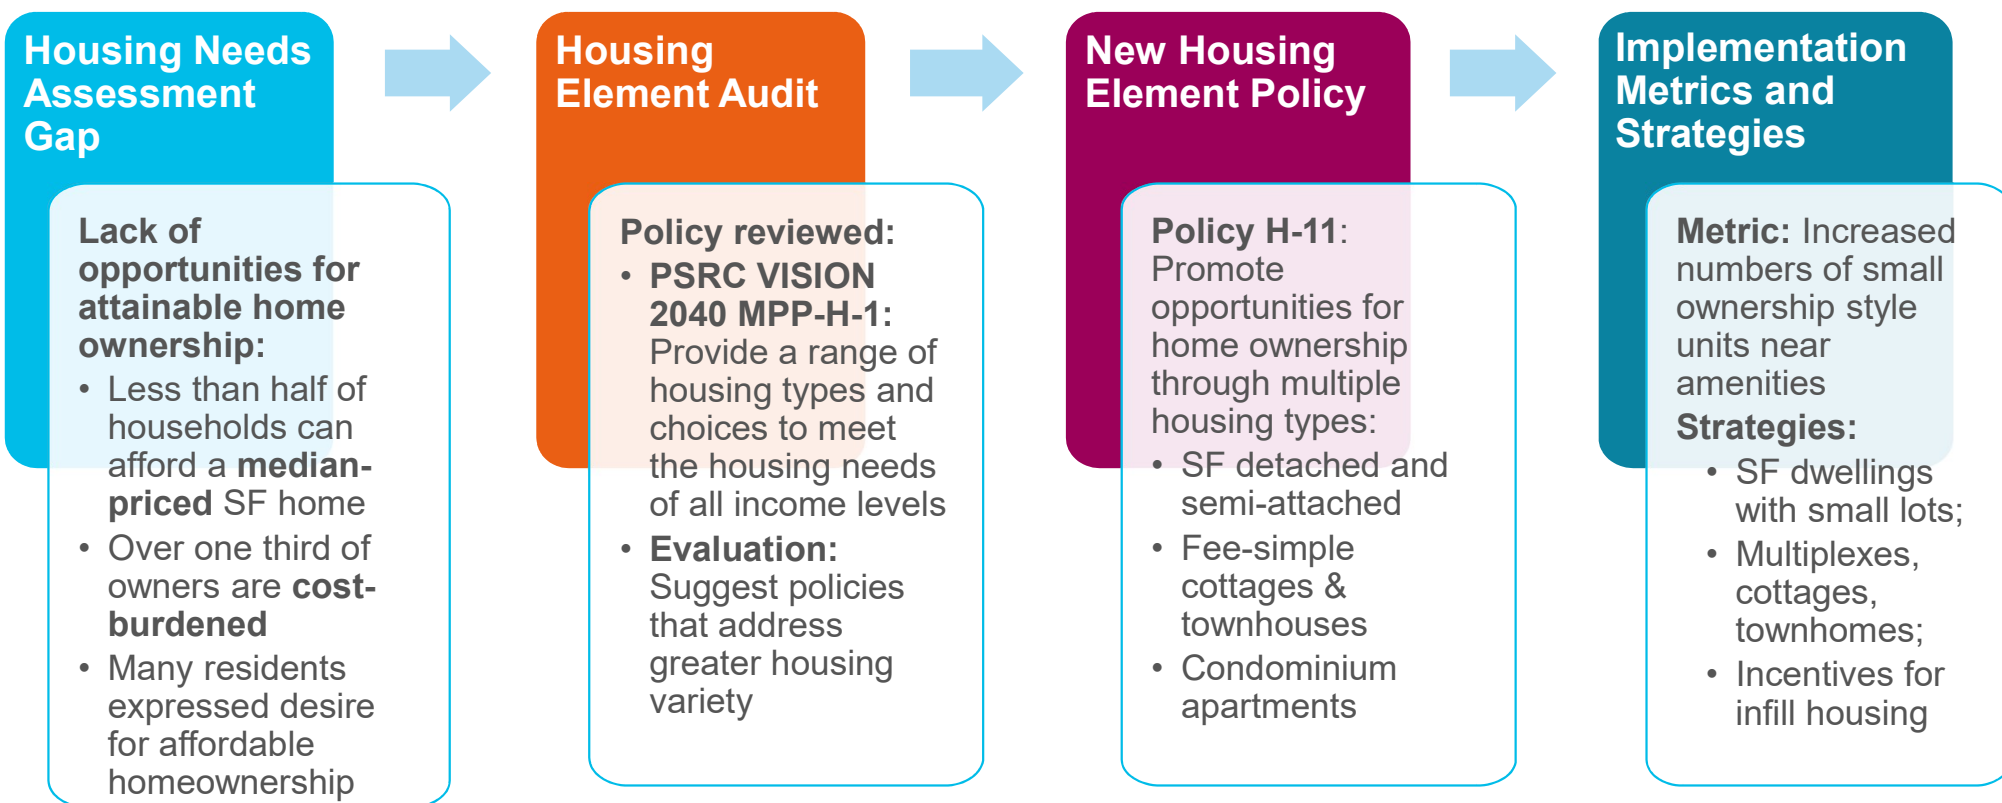 Housing Needs
Assessment
Gap
Lack of
opportunities for
attainable home
ownership:
• Less than half of
households can
afford a median-
priced SF home
• Over one third of
owners are cost-
burdened
• Many residents
expressed desire
for affordable
homeownership
Housing
Element Audit
Policy reviewed:
• PSRC VISION
2040 MPP-H-1:
Provide a range of
housing types and
choices to meet
the housing needs
of all income levels
• Evaluation:
Suggest policies
that address
greater housing
variety
New Housing
Element Policy
Policy H-11:
Promote
opportunities for
home ownership
through multiple
housing types:
• SF detached and
semi-attached
• Fee-simple
cottages &
townhouses
• Condominium
apartments
Implementation
Metrics and
Strategies
Metric: Increased
numbers of small
ownership style
units near
amenities
Strategies:
• SF dwellings
with small lots;
• Multiplexes,
cottages,
townhomes;
• Incentives for
infill housing